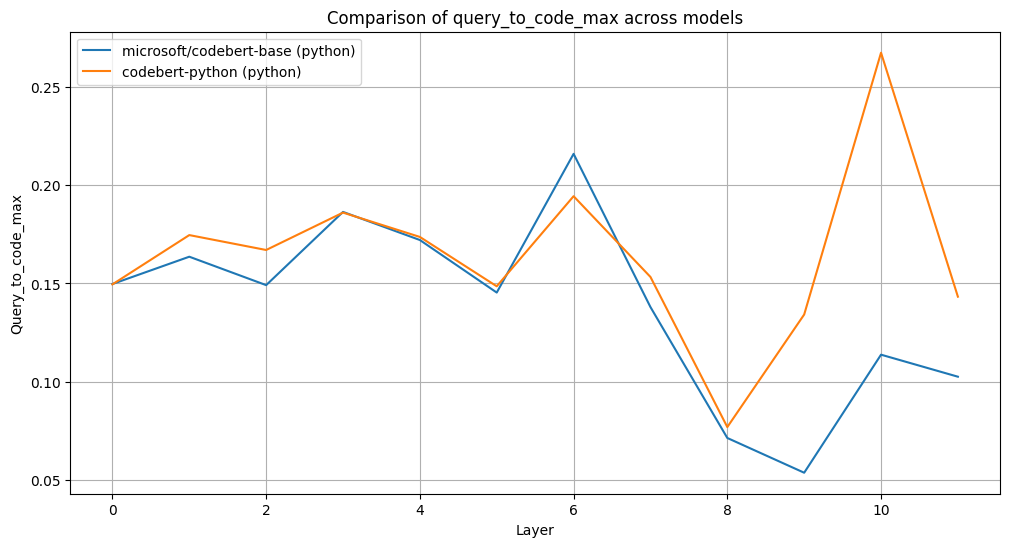 Comparison of query_to_code_max across models
microsoft/codebert-base (python)
codebert-python (python)
Query_to_code_max
0.25
0.20
0.15
0.10
0.05
0 2 4 6 8 10
Layer